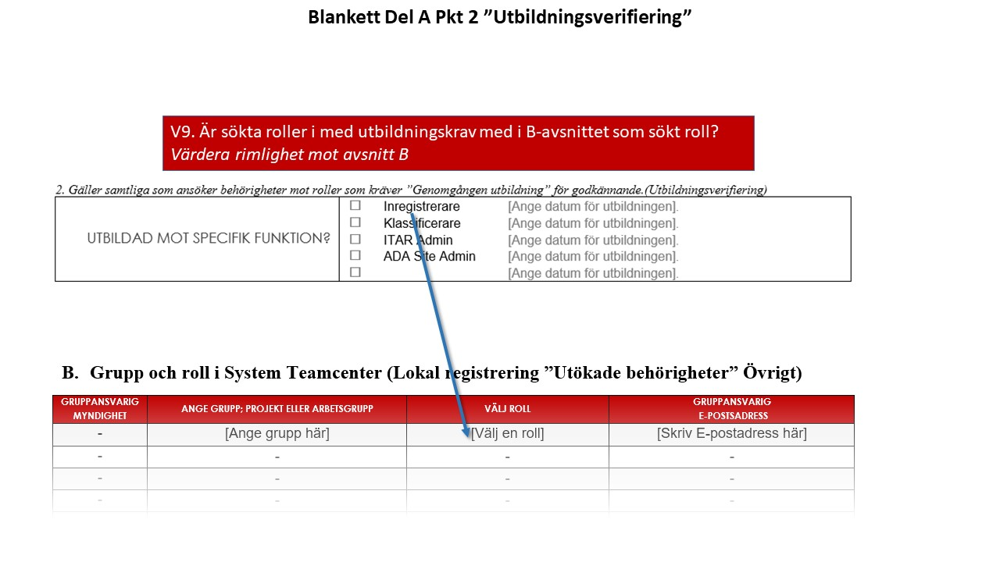 Blankett Del A Pkt 2 ”Utbildningsverifiering”
V9. Är sökta roller i med utbildningskrav med i B-avsnittet som sökt roll?
Värdera rimlighet mot avsnitt B
2. Gäller samtliga som ansöker behörigheter mot roller som kräver ”Genomgången utbildning” för godkännande.(Utbildningsverifiering)
UTBILDAD MOT SPECIFIK FUNKTION?
☐ Inregistrerare [Ange datum för utbildningen].
☐ Klassificerare [Ange datum för utbildningen].
☐ ITAR Admin [Ange datum för utbildningen].
☐ ADA Site Admin [Ange datum för utbildningen].
☐ [Ange datum för utbildningen].
B. Grupp och roll i System Teamcenter (Lokal registrering ”Utökade behörigheter” Övrigt)
GRUPPANSVARIG MYNDIGHET ANGE GRUPP; PROJEKT ELLER ARBETSGRUPP VÄLJ ROLL GRUPPANSVARIG E-POSTSADRESS
- [Ange grupp här] [Välj en roll] [Skriv E-postadress här]
- - - -
- - - -
- - - -